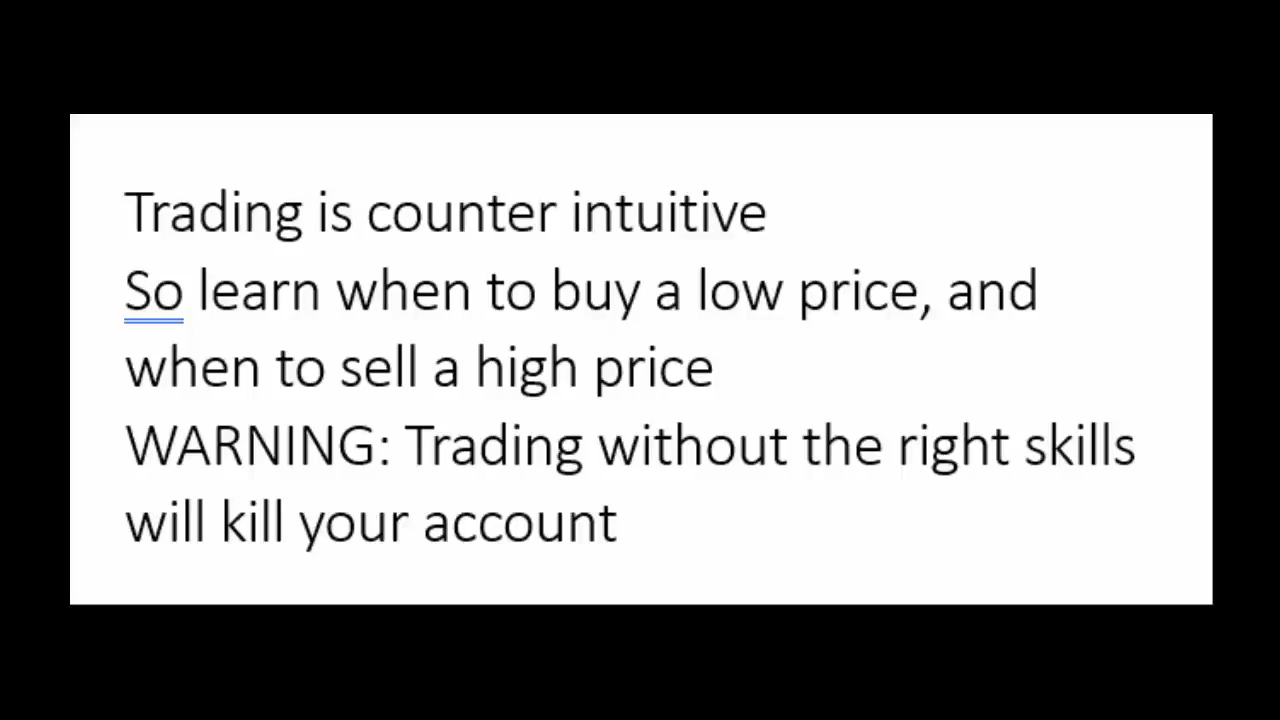 Trading is counter intuitive
So learn when to buy a low price, and
when to sell a high price
WARNING: Trading without the right skills
will kill your account